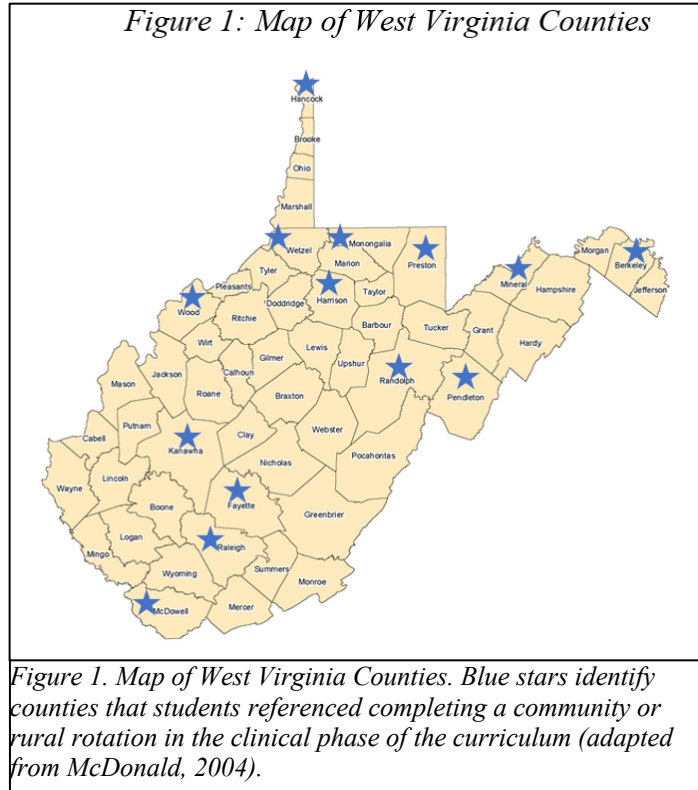 Figure 1: Map of West Virginia Counties
Hancock
Brooke
Ohio
Marshall
Wetzel
Monongalia
Marion
Preston
Morgan
Berkeley
Jefferson
Mineral
Hampshire
Tyler
Pleasants
Doddridge
Harrison
Taylor
Wood
Ritchie
Barbour
Tucker
Grant
Hardy
Wirt
Lewis
Gilmer
Upshur
Calhoun
Jackson
Roane
Randolph
Pendleton
Mason
Braxton
Webster
Putnam
Clay
Cabell
Kanawha
Pocahontas
Nicholas
Wayne
Lincoln
Boone
Fayette
Greenbrier
Logan
Raleigh
Mingo
Wyoming
Summers
Monroe
McDowell
Mercer
Figure 1. Map of West Virginia Counties. Blue stars identify
counties that students referenced completing a community or
rural rotation in the clinical phase of the curriculum (adapted
from McDonald, 2004).